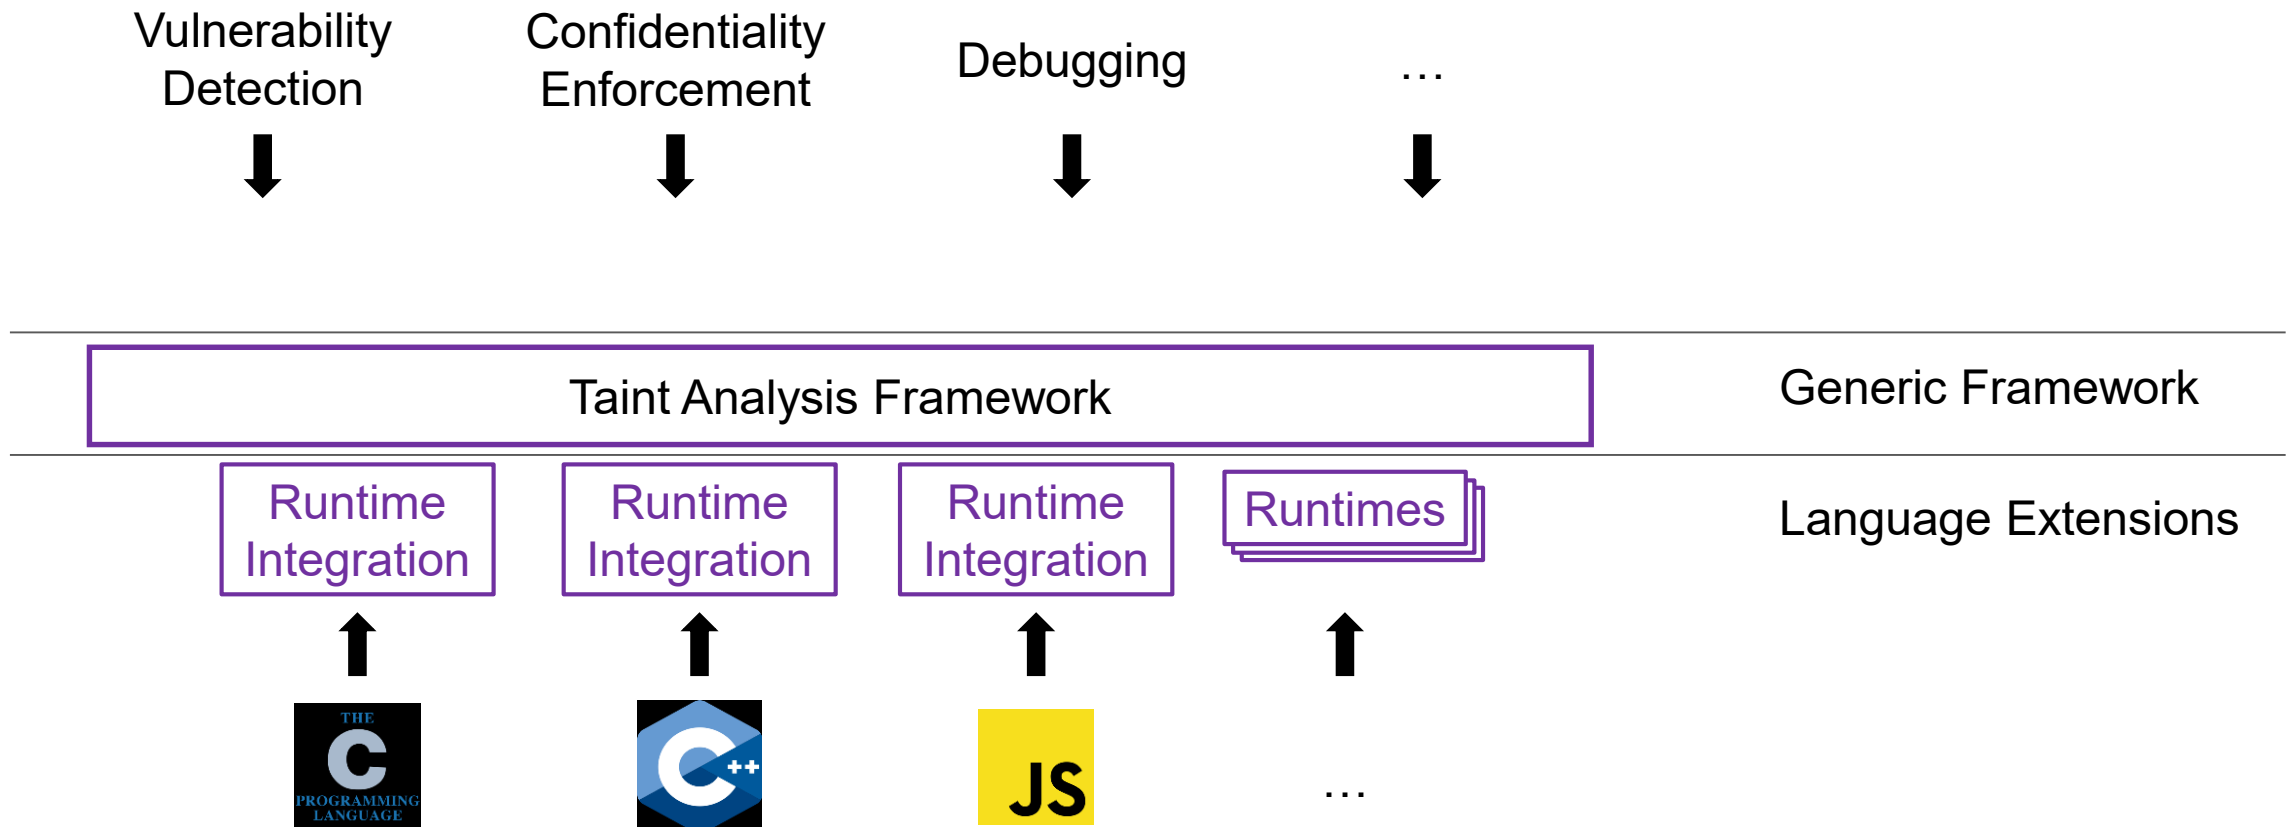 Vulnerability
Detection
Confidentiality
Enforcement
Debugging
...
Taint Analysis Framework
Generic Framework
Runtime
Integration
Runtime
Integration
Runtime
Integration
Runtimes
Language Extensions
THE
C
PROGRAMMING
LANGUAGE
C++
JS
...